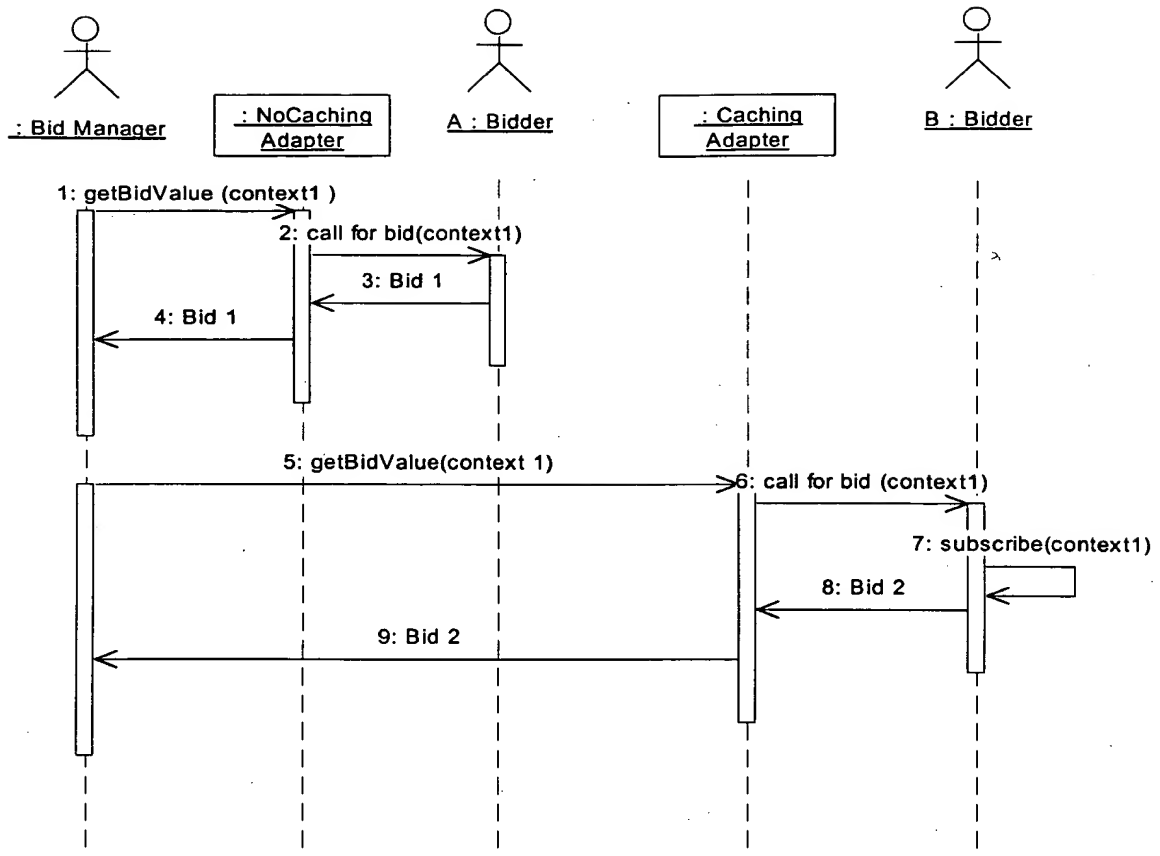 : Bid Manager
: NoCaching
Adapter
A : Bidder
: Caching
Adapter
B : Bidder
1: getBidValue (context1 )
2: call for bid(context1)
3: Bid 1
4: Bid 1
5: getBidValue(context 1)
6: call for bid (context1)
7: subscribe(context1)
8: Bid 2
9: Bid 2